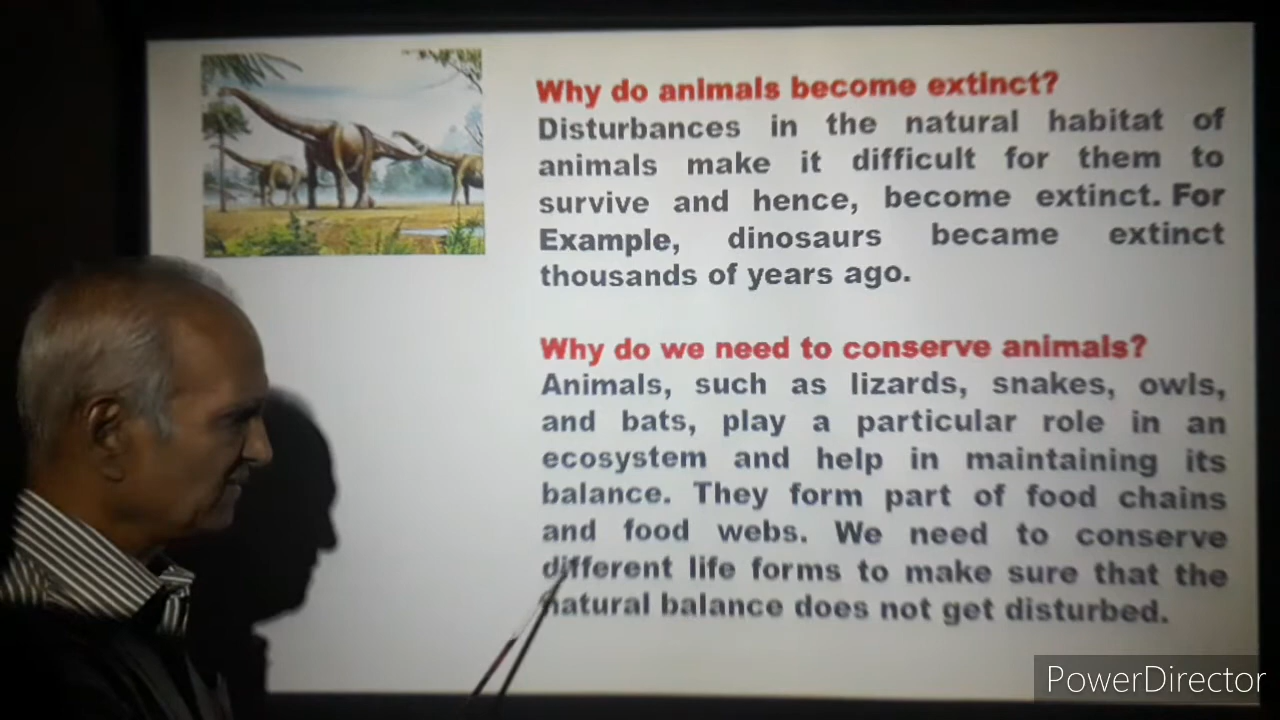 Why do animals become extinct?
Disturbances in the natural habitat of
animals make it difficult for them to
survive and hence, become extinct. For
Example, dinosaurs became extinct
thousands of years ago.
Why do we need to conserve animals?
Animals, such as lizards, snakes, owls,
and bats, play a particular role in an
ecosystem and help in maintaining its
balance. They form part of food chains
and food webs. We need to conserve
different life forms to make sure that the
natural balance does not get disturbed.
PowerDirector